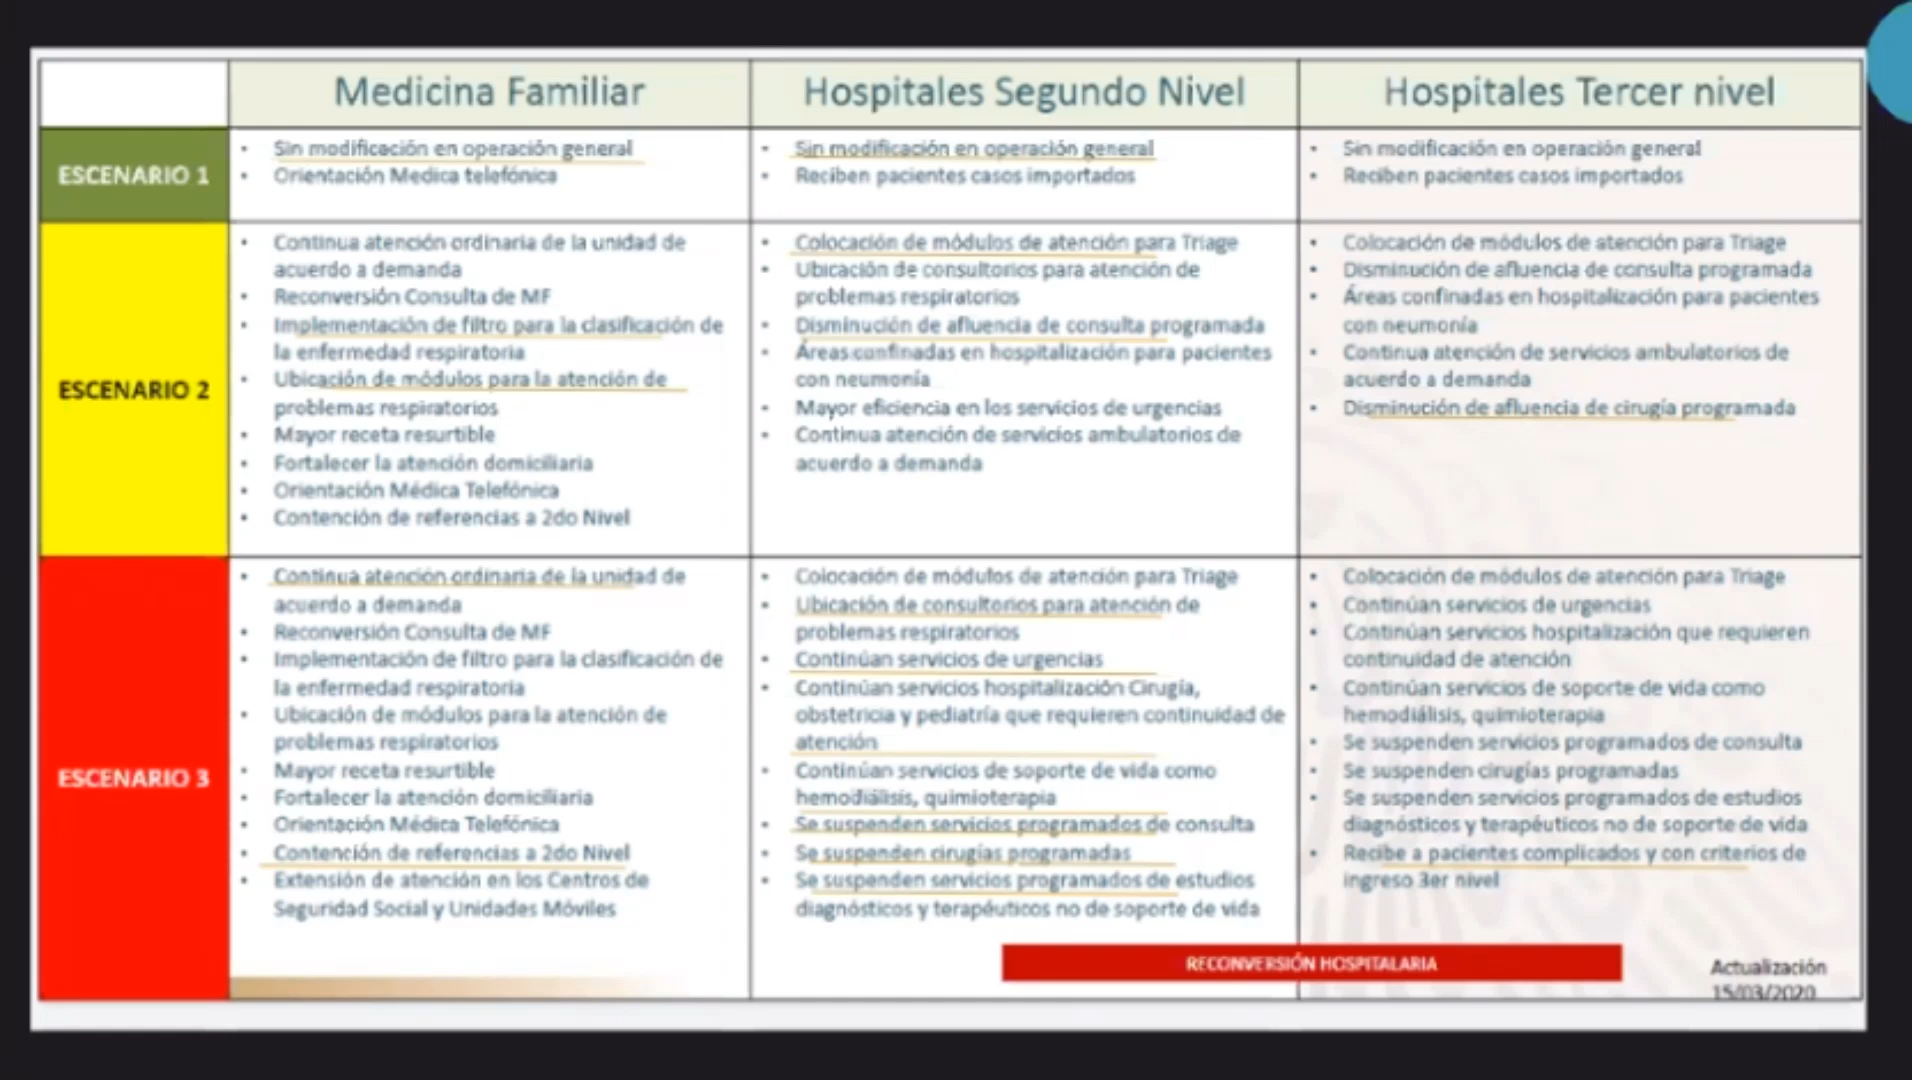 Medicina Familiar
Hospitales Segundo Nivel
Hospitales Tercer nivel
ESCENARIO 1
• Sin modificación en operación general
• Orientación Medica telefónica
• Sin modificación en operación general
• Reciben pacientes casos importados
• Sin modificación en operación general
• Reciben pacientes casos importados
ESCENARIO 2
• Continua atención ordinaria de la unidad de
acuerdo a demanda
• Reconversión Consulta de MF
• Implementación de filtro para la clasificación de
la enfermedad respiratoria
• Ubicación de módulos para la atención de
problemas respiratorios
• Mayor receta resurtible
• Fortalecer la atención domiciliaria
• Orientación Médica Telefónica
• Contención de referencias a 2do Nivel
• Colocación de módulos de atención para Triage
• Ubicación de consultorios para atención de
problemas respiratorios
• Disminución de afluencia de consulta programada
• Áreas confinadas en hospitalización para pacientes
con neumonía
• Mayor eficiencia en los servicios de urgencias
• Continua atención de servicios ambulatorios de
acuerdo a demanda
• Colocación de módulos de atención para Triage
• Disminución de afluencia de consulta programada
• Áreas confinadas en hospitalización para pacientes
con neumonía
• Continua atención de servicios ambulatorios de
acuerdo a demanda
• Disminución de afluencia de cirugía programada
ESCENARIO 3
• Continua atención ordinaria de la unidad de
acuerdo a demanda
• Reconversión Consulta de MF
• Implementación de filtro para la clasificación de
la enfermedad respiratoria
• Ubicación de módulos para la atención de
problemas respiratorios
• Mayor receta resurtible
• Fortalecer la atención domiciliaria
• Orientación Médica Telefónica
• Contención de referencias a 2do Nivel
• Extensión de atención en los Centros de
Seguridad Social y Unidades Móviles
• Colocación de módulos de atención para Triage
• Ubicación de consultorios para atención de
problemas respiratorios
• Continúan servicios de urgencias
• Continúan servicios hospitalización Cirugía,
obstetricia y pediatría que requieren continuidad de
atención
• Continúan servicios de soporte de vida como
hemodiálisis, quimioterapia
• Se suspenden servicios programados de consulta
• Se suspenden cirugías programadas
• Se suspenden servicios programados de estudios
diagnósticos y terapéuticos no de soporte de vida
• Colocación de módulos de atención para Triage
• Continúan servicios de urgencias
• Continúan servicios hospitalización que requieren
continuidad de atención
• Continúan servicios de soporte de vida como
hemodiálisis, quimioterapia
• Se suspenden servicios programados de consulta
• Se suspenden cirugías programadas
• Se suspenden servicios programados de estudios
diagnósticos y terapéuticos no de soporte de vida
• Recibe a pacientes complicados y con criterios de
ingreso 3er nivel
RECONVERSIÓN HOSPITALARIA
Actualización
15/03/2020